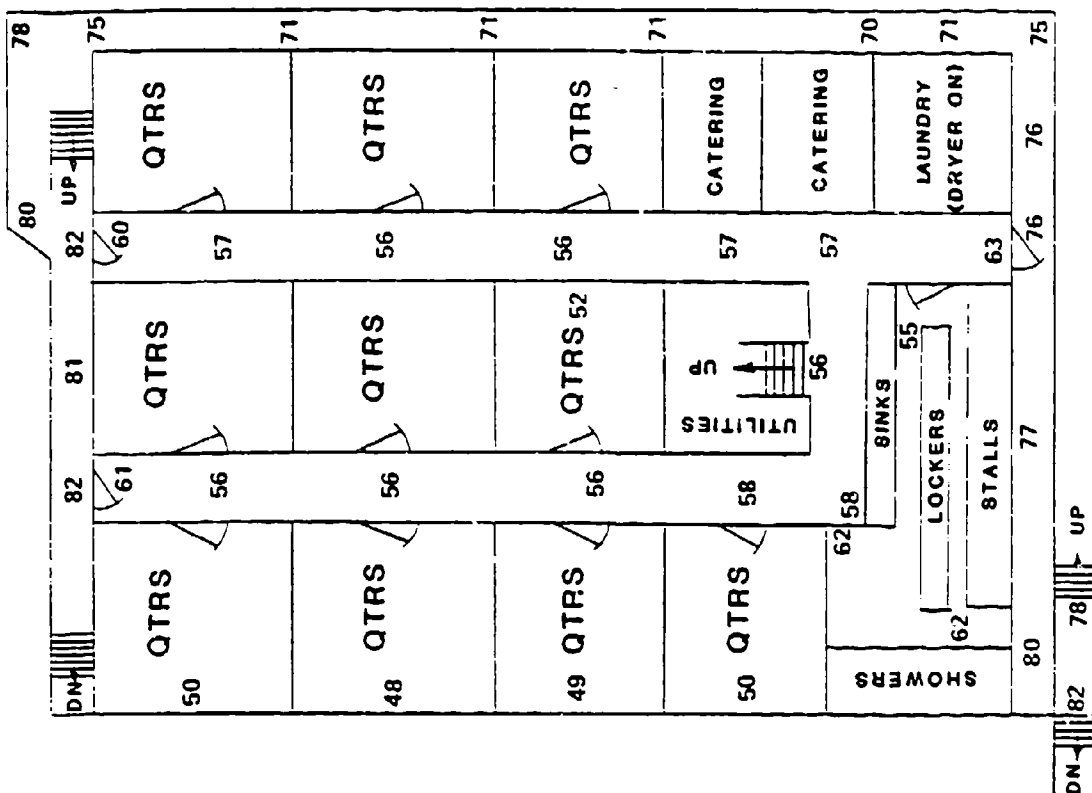 78
75
71
71
71
70
71
75
80
UP
QTRS
QTRS
QTRS
CATERING
CATERING
LAUNDRY
(DRYER ON)
76
82
60
57
56
56
57
57
63
76
81
QTRS
QTRS
QTRS
52
UP
UTILITIES
56
SINKS
55
LOCKERS
STALLS
77
82
61
56
56
56
58
58
62
UP
DN
QTRS
QTRS
QTRS
QTRS
62
78
80
50
48
49
50
SHOWERS
82
DN